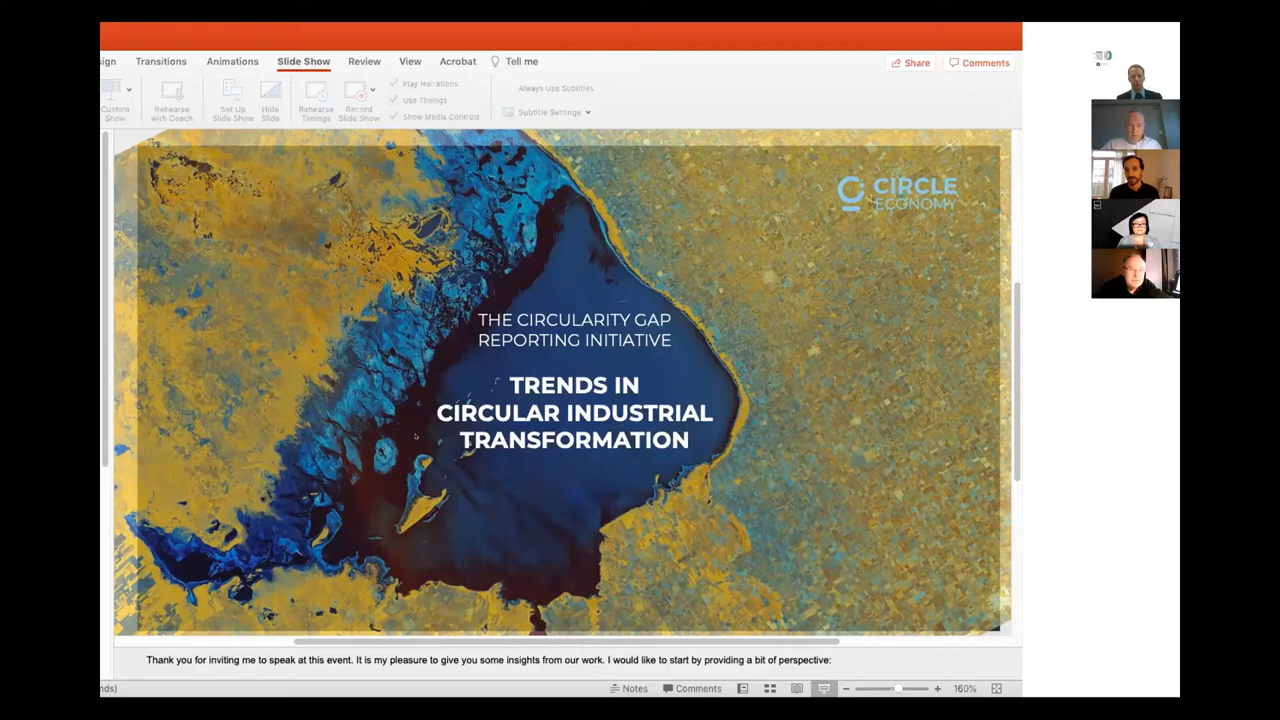 sign
Transitions
Animations
Slide Show
Review
View
Acrobat
Tell me
Share
Comments
Custom
Show
Rehearse
with Coach
Set Up
Slide Show
Hide
Slide
Rehearse
Timings
Record
Slide Show
Play Narrations
Use Timings
Show Media Controls
Always Use Subtitles
Subtitle Settings
CIRCLE
ECONOMY
THE CIRCULARITY GAP
REPORTING INITIATIVE
TRENDS IN
CIRCULAR INDUSTRIAL
TRANSFORMATION
Thank you for inviting me to speak at this event. It is my pleasure to give you some insights from our work. I would like to start by providing a bit of perspective:
nds)
Notes
Comments
160%